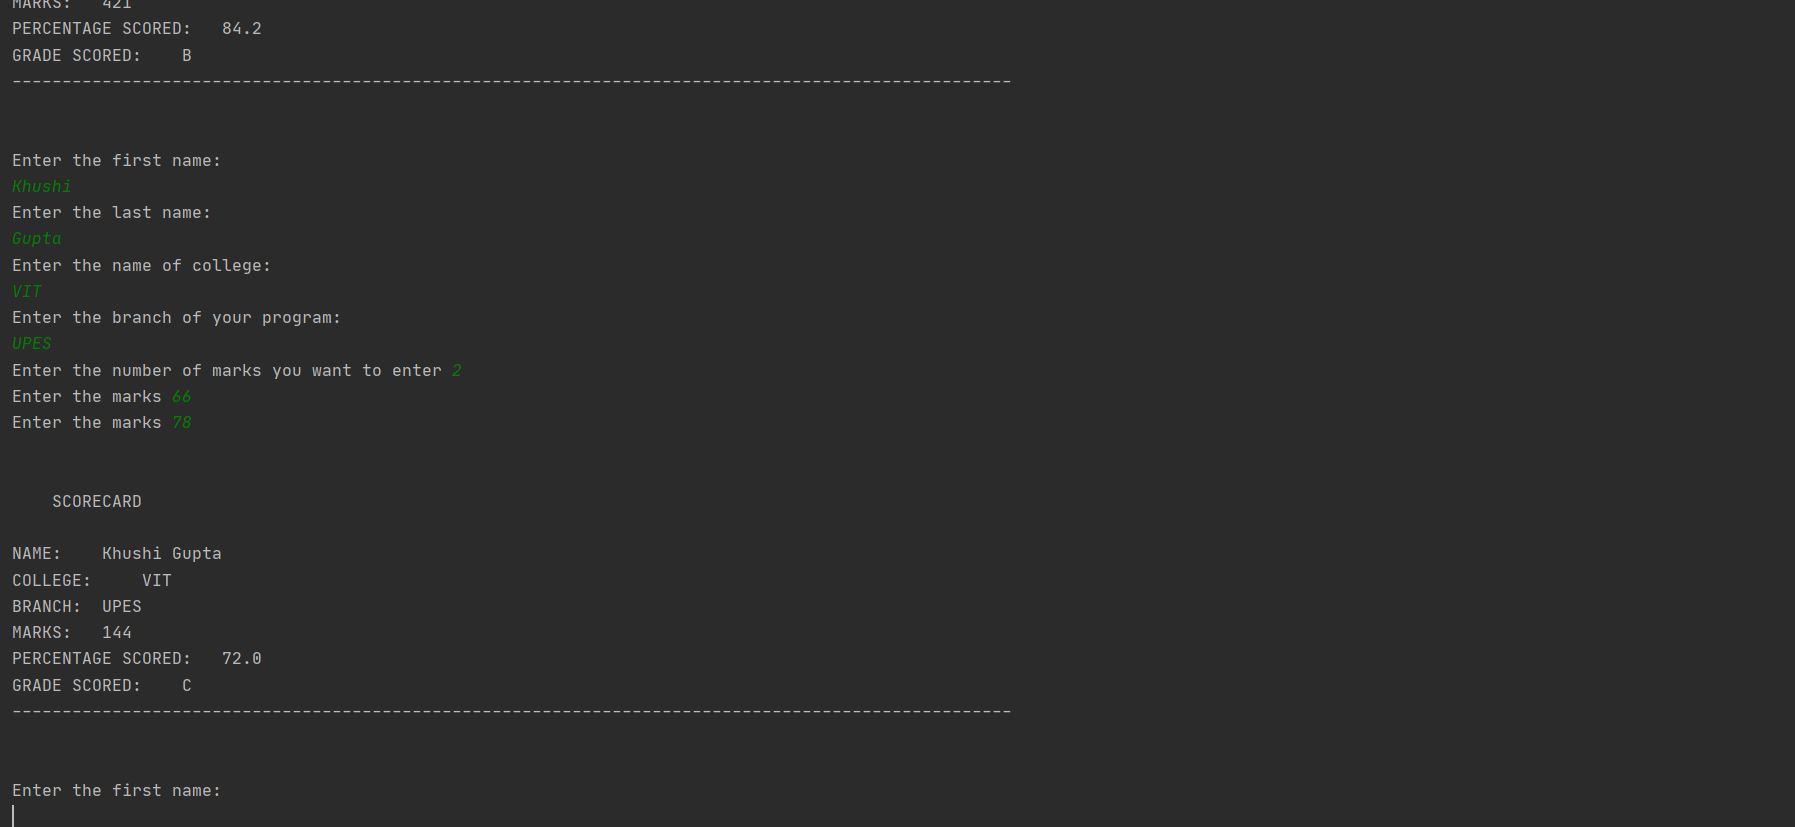 MARKS:   421
PERCENTAGE SCORED:   84.2
GRADE SCORED:    B
----------------------------------------------------------------------------------------------------
Enter the first name:
Khushi
Enter the last name:
Gupta
Enter the name of college:
VIT
Enter the branch of your program:
UPES
Enter the number of marks you want to enter 2
Enter the marks 66
Enter the marks 78
SCORECARD
NAME:    Khushi Gupta
COLLEGE:     VIT
BRANCH:  UPES
MARKS:   144
PERCENTAGE SCORED:   72.0
GRADE SCORED:    C
----------------------------------------------------------------------------------------------------
Enter the first name: